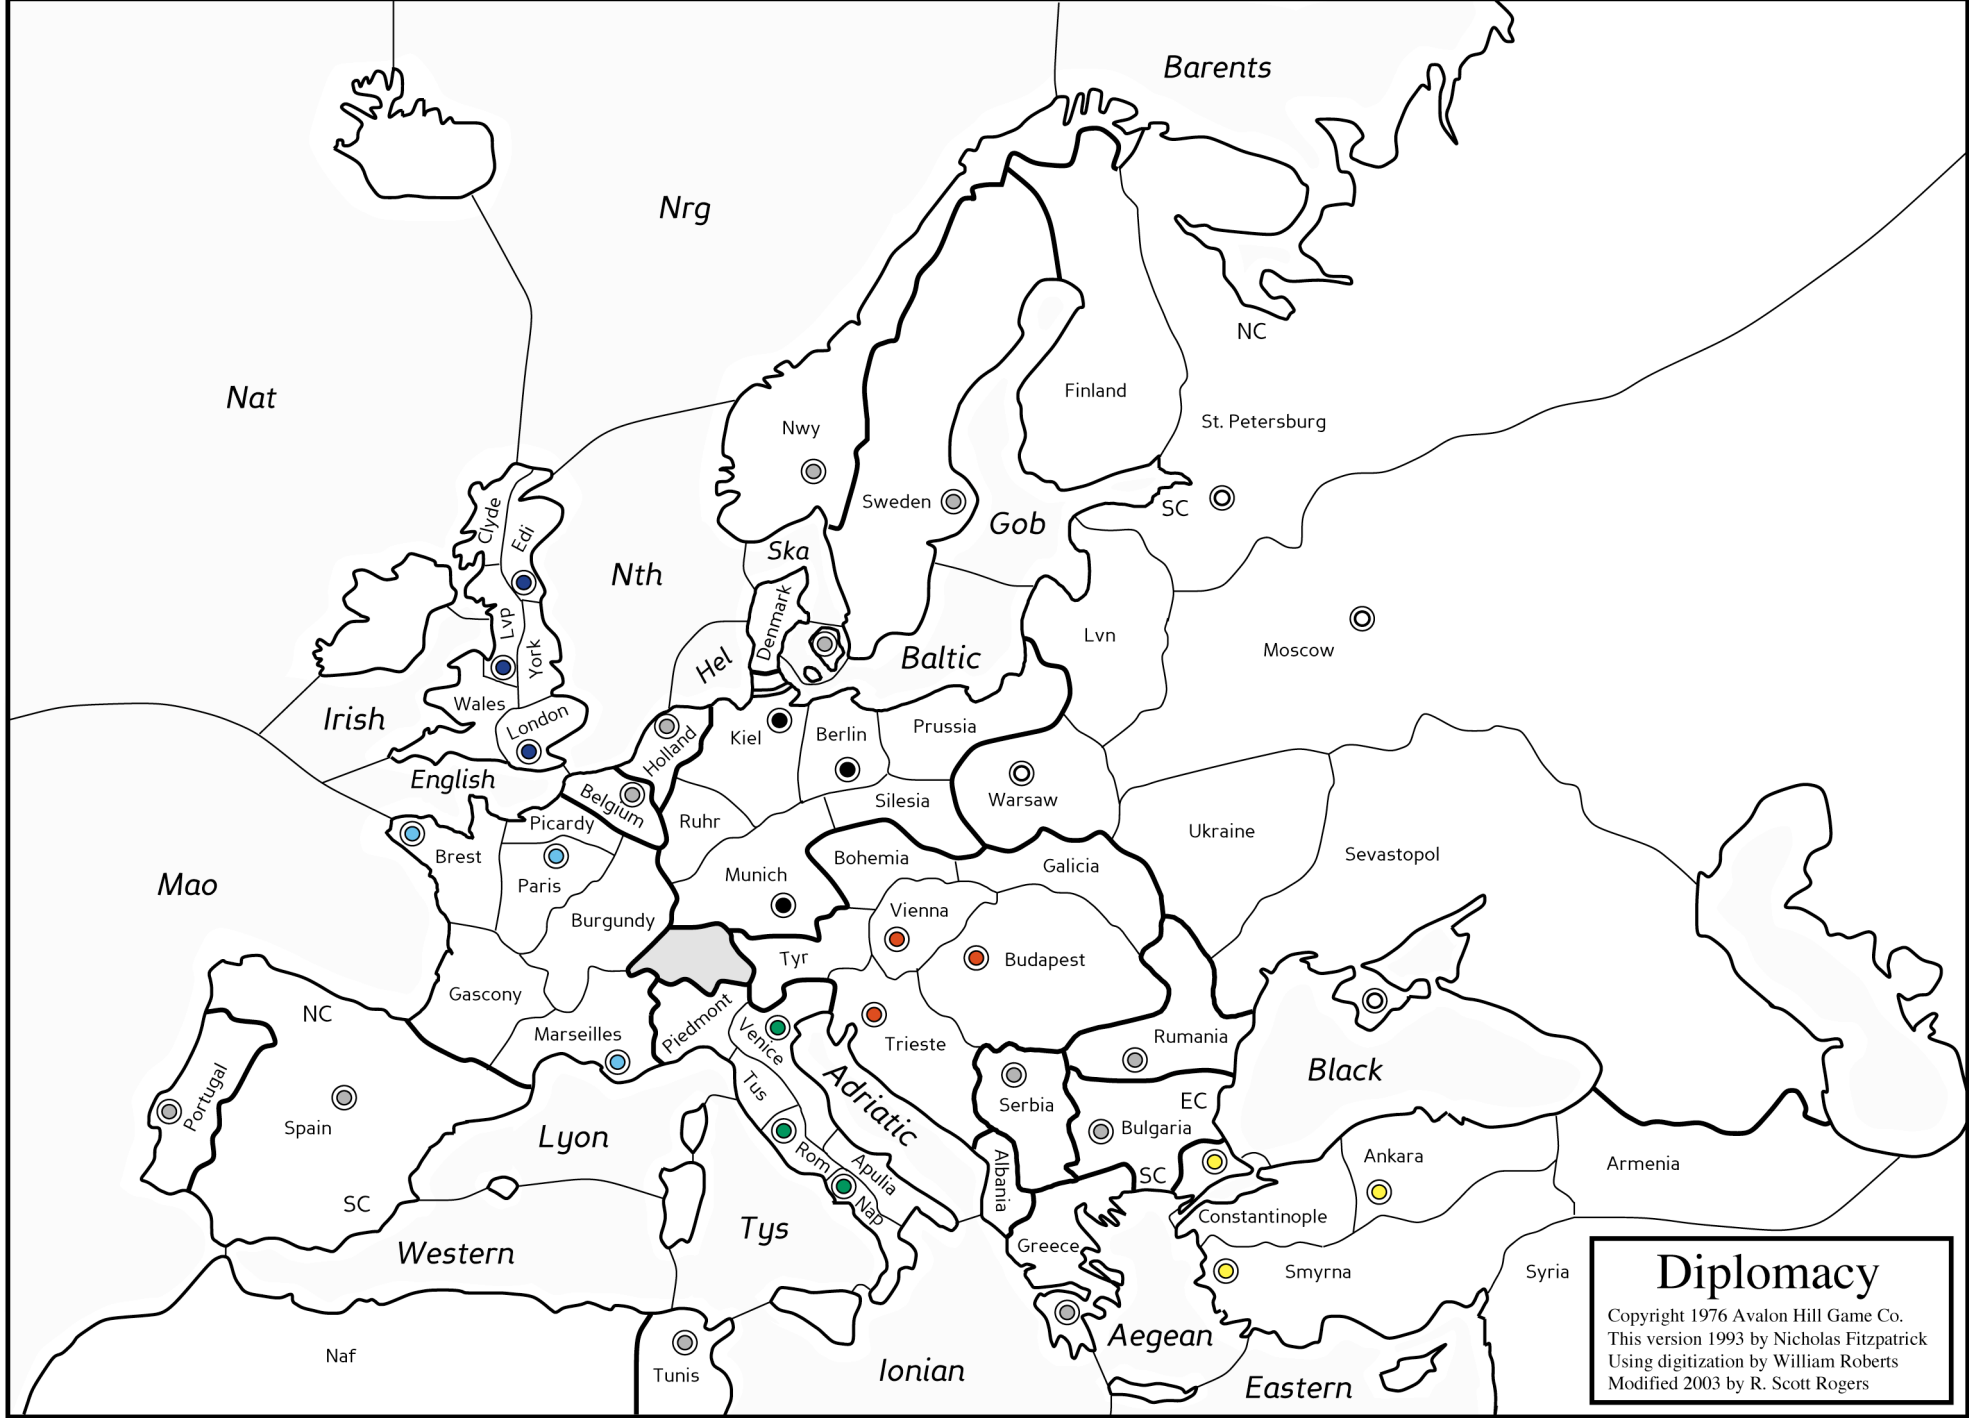 Barents
Nrg
NC
Nat
Finland
St. Petersburg
Nwy
Sweden
SC
Gob
Clyde
Edi
Ska
Nth
Denmark
Lvp
York
Lvn
Moscow
Hel
Baltic
Wales
London
Irish
Holland
Kiel
Berlin
Prussia
English
Belgium
Silesia
Warsaw
Picardy
Ruhr
Ukraine
Brest
Bohemia
Galicia
Sevastopol
Mao
Paris
Munich
Burgundy
Vienna
Tyr
Budapest
Gascony
NC
Piedmont
Venice
Marseilles
Trieste
Rumania
Black
Portugal
Tus
Adriatic
Serbia
EC
Spain
Lyon
Bulgaria
Rom
Apulia
Albania
Ankara
Armenia
SC
SC
Nap
Constantinople
Tys
Western
Greece
Smyrna
Syria
Naf
Tunis
Ionian
Aegean
Eastern
Diplomacy
Copyright 1976 Avalon Hill Game Co.
This version 1993 by Nicholas Fitzpatrick
Using digitization by William Roberts
Modified 2003 by R. Scott Rogers